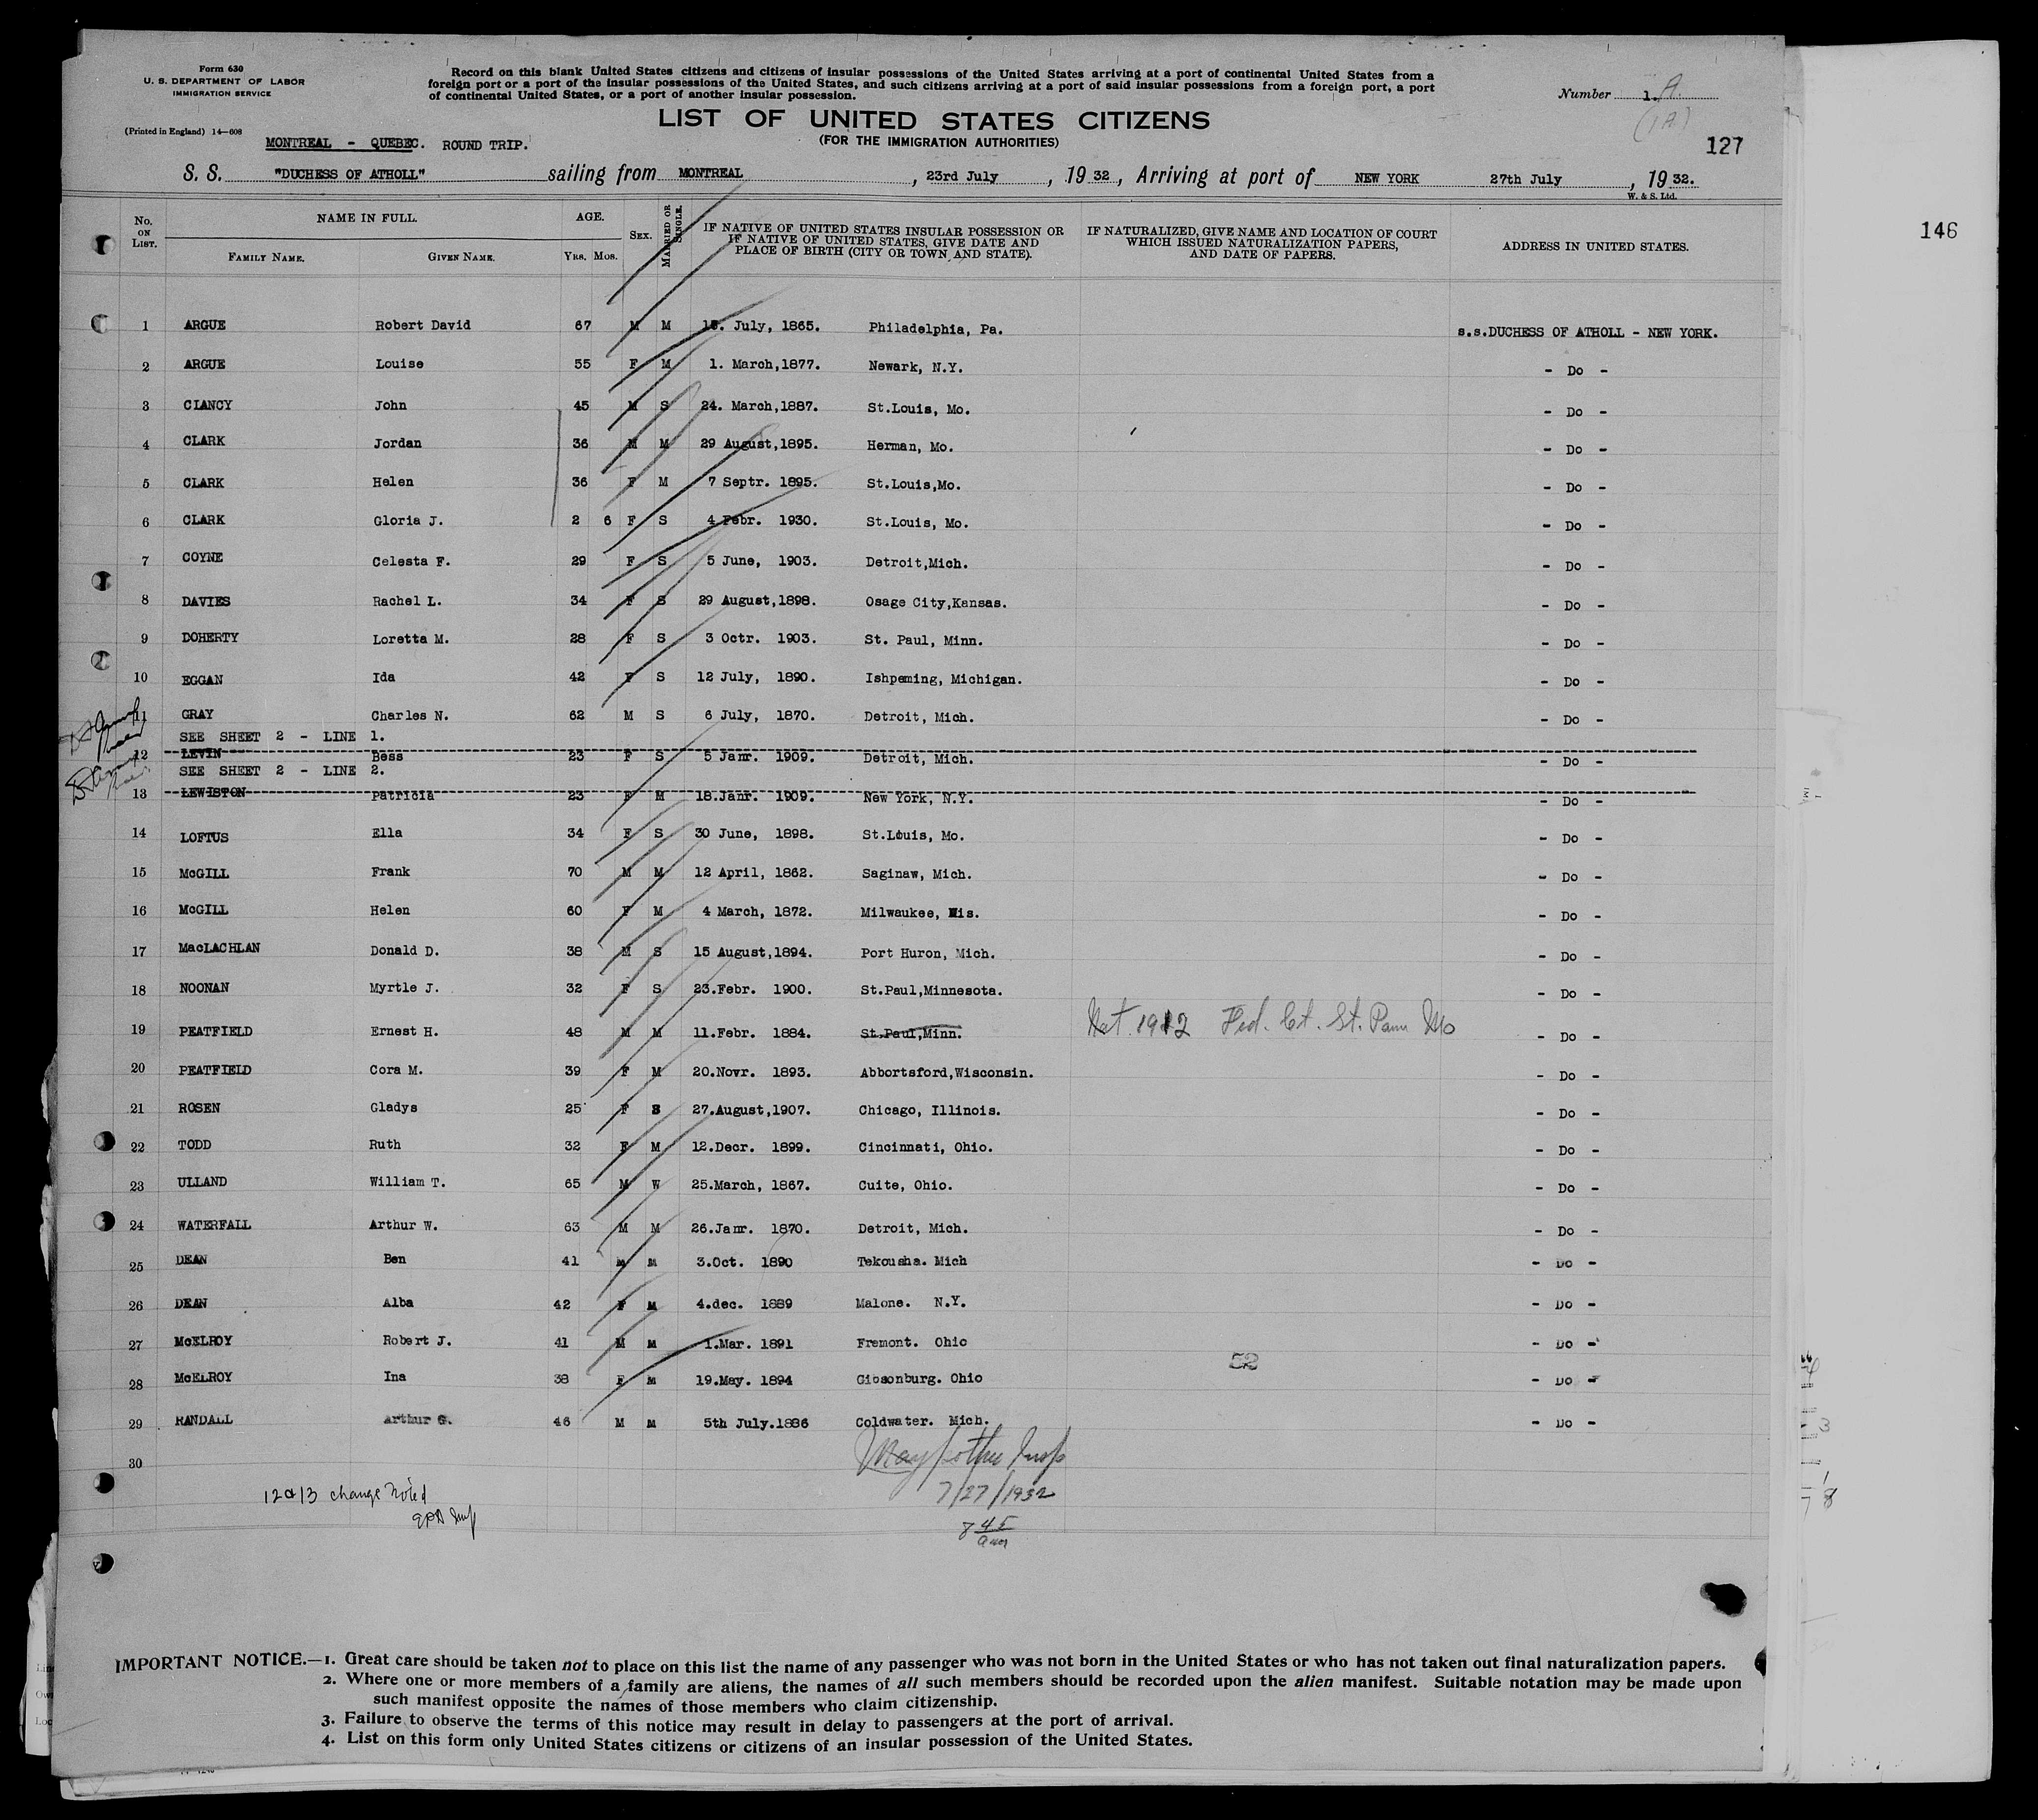 Form 630
U. S. DEPARTMENT OF LABOR
IMMIGRATION SERVICE
(Printed in England) 14—608
Record on this blank United States citizens and citizens of insular possessions of the United States arriving at a port of continental United States from a
foreign port or a port of the insular possessions of the United States, and such citizens arriving at a port of said insular possessions from a foreign port, a port
of continental United States, or a port of another insular possession.
Number 1. A.
(1A)
LIST OF UNITED STATES CITIZENS
(FOR THE IMMIGRATION AUTHORITIES)
127
146
MONTREAL - QUEBEC. ROUND TRIP.
S. S. "DUCHESS OF ATHOLL" sailing from MONTREAL, 23rd July, 1932, Arriving at port of NEW YORK 27th July, 1932.
W. & S. Ltd.
No. ON LIST. NAME IN FULL. FAMILY NAME. GIVEN NAME. AGE. YRS. MOS. SEX. MARRIED OR SINGLE. IF NATIVE OF UNITED STATES INSULAR POSSESSION OR IF NATIVE OF UNITED STATES, GIVE DATE AND PLACE OF BIRTH (CITY OR TOWN AND STATE). IF NATURALIZED, GIVE NAME AND LOCATION OF COURT WHICH ISSUED NATURALIZATION PAPERS, AND DATE OF PAPERS. ADDRESS IN UNITED STATES.
1 ARGUE Robert David 67 M M July, 1865. Philadelphia, Pa. s.s.DUCHESS OF ATHOLL - NEW YORK.
2 ARGUE Louise 55 F M 1. March,1877. Newark, N.Y. - Do -
3 CLANCY John 45 M S 24. March,1887. St.Louis, Mo. - Do -
4 CLARK Jordan 36 M M 29 August,1895. Herman, Mo. - Do -
5 CLARK Helen 36 F M 7 Septr. 1895. St.Louis,Mo. - Do -
6 CLARK Gloria J. 2 6 F S 4 Febr. 1930. St.Louis, Mo. - Do -
7 COYNE Celesta F. 29 F S 5 June, 1903. Detroit,Mich. - Do -
8 DAVIES Rachel L. 34 F S 29 August,1898. Osage City,Kansas. - Do -
9 DOHERTY Loretta M. 28 F S 3 Octr. 1903. St. Paul, Minn. - Do -
10 EGGAN Ida 42 F S 12 July, 1890. Ishpeming, Michigan. - Do -
11 GRAY Charles N. 62 M S 6 July, 1870. Detroit, Mich. - Do -
SEE SHEET 2 - LINE 1.
12 LEVIN Bess 23 F S 5 Janr. 1909. Detroit, Mich. - Do -
SEE SHEET 2 - LINE 2.
13 LEWISTON Patricia 23 F M 18.Janr. 1909. New York, N.Y. - Do -
14 LOFTUS Ella 34 F S 30 June, 1898. St.Louis, Mo. - Do -
15 McGILL Frank 70 M M 12 April, 1862. Saginaw, Mich. - Do -
16 McGILL Helen 60 F M 4 March, 1872. Milwaukee, Wis. - Do -
17 MacLACHLAN Donald D. 38 M S 15 August,1894. Port Huron, Mich. - Do -
18 NOONAN Myrtle J. 32 F S 23.Febr. 1900. St.Paul,Minnesota. - Do -
19 PEATFIELD Ernest H. 48 M M 11.Febr. 1884. St.Paul,Minn. Nat. 1912 Fed. Ct. St. Mo - Do -
20 PEATFIELD Cora M. 39 F M 20.Novr. 1893. Abbortsford,Wisconsin. - Do -
21 ROSEN Gladys 25 F S 27.August,1907. Chicago, Illinois. - Do -
22 TODD Ruth 32 F M 12.Decr. 1899. Cincinnati, Ohio. - Do -
23 ULLAND William T. 65 M W 25.March, 1867. Cuite, Ohio. - Do -
24 WATERFALL Arthur W. 63 M M 26.Janr. 1870. Detroit, Mich. - Do -
25 DEAN Ben 41 M M 3.Oct. 1890 Tekousha. Mich - Do -
26 DEAN Alba 42 F M 4.dec. 1889 Malone. N.Y. - Do -
27 McELROY Robert J. 41 M M 1.Mar. 1891 Fremont. Ohio - Do -
52
28 McELROY Ina 38 F M 19.May. 1894 Gibsonburg. Ohio - Do -
29 RANDALL Arthur G. 46 M M 5th July.1886 Coldwater. Mich. - Do -
30
12 & 13 change noted
Insp
7/27/1932
8 45 am
IMPORTANT NOTICE.—1. Great care should be taken not to place on this list the name of any passenger who was not born in the United States or who has not taken out final naturalization papers.
2. Where one or more members of a family are aliens, the names of all such members should be recorded upon the alien manifest. Suitable notation may be made upon
such manifest opposite the names of those members who claim citizenship.
3. Failure to observe the terms of this notice may result in delay to passengers at the port of arrival.
4. List on this form only United States citizens or citizens of an insular possession of the United States.